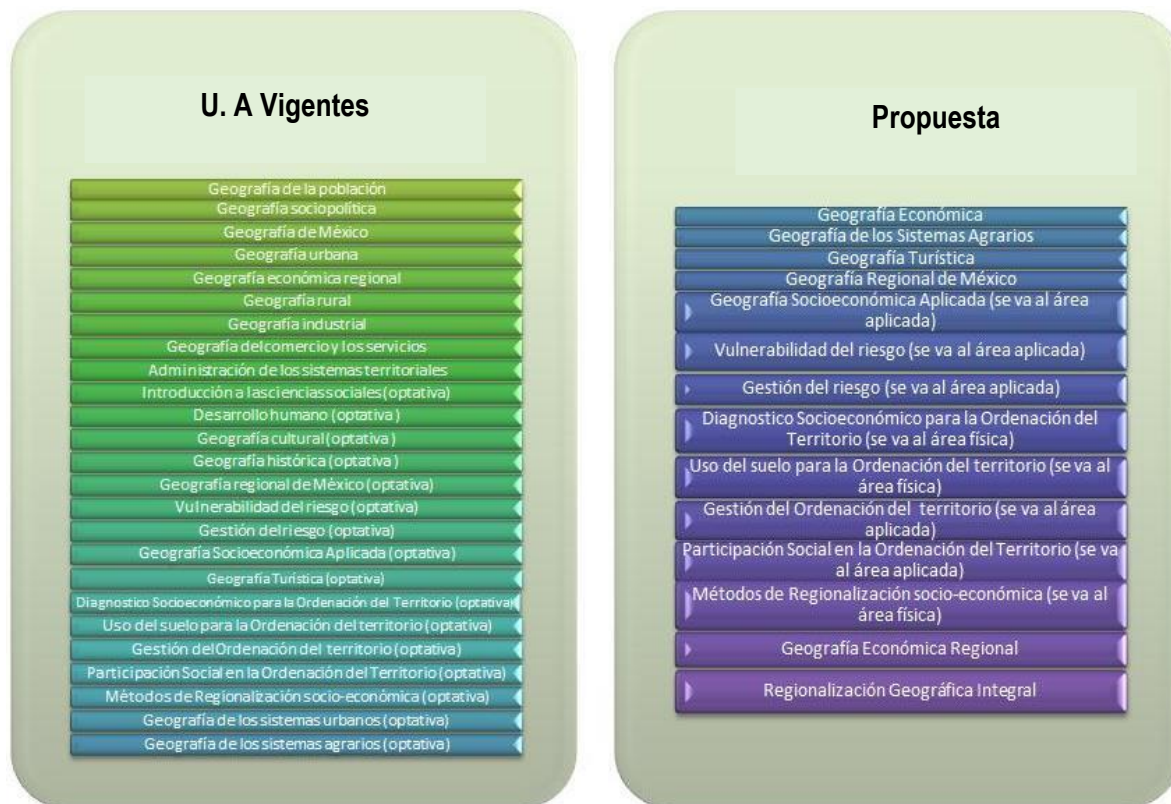 U. A Vigentes
Geografía de la población
Geografía sociopolítica
Geografía de México
Geografía urbana
Geografía económica regional
Geografía rural
Geografía industrial
Geografía del comercio y los servicios
Administración de los sistemas territoriales
Introducción a las ciencias sociales (optativa)
Desarrollo humano (optativa )
Geografía cultural (optativa )
Geografía histórica (optativa )
Geografía regional de México (optativa)
Vulnerabilidad del riesgo (optativa)
Gestión del riesgo (optativa)
Geografía Socioeconómica Aplicada (optativa)
Geografía Turística (optativa)
Diagnostico Socioeconómico para la Ordenación del Territorio (optativa)
Uso del suelo para la Ordenación del territorio (optativa)
Gestión del Ordenación del territorio (optativa)
Participación Social en la Ordenación del Territorio (optativa)
Métodos de Regionalización socio-económica (optativa)
Geografía de los sistemas urbanos (optativa)
Geografía de los sistemas agrarios (optativa)
Propuesta
Geografía Económica
Geografía de los Sistemas Agrarios
Geografía Turística
Geografía Regional de México
Geografía Socioeconómica Aplicada (se va al área
aplicada)
Vulnerabilidad del riesgo (se va al área aplicada)
Gestión del riesgo (se va al área aplicada)
Diagnostico Socioeconómico para la Ordenación del
Territorio (se va al área física)
Uso del suelo para la Ordenación del territorio (se va al
área física)
Gestión del Ordenación del territorio (se va al área
aplicada)
Participación Social en la Ordenación del Territorio (se va
al área aplicada)
Métodos de Regionalización socio-económica (se va al
área física)
Geografía Económica Regional
Regionalización Geográfica Integral